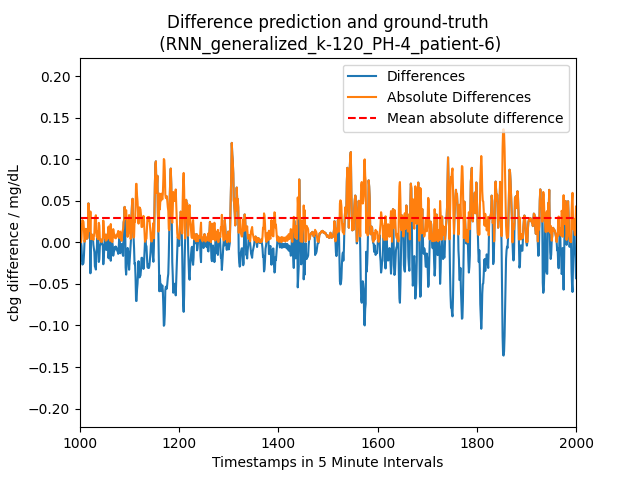 Difference prediction and ground-truth
(RNN_generalized_k-120_PH-4_patient-6)
Differences
Absolute Differences
Mean absolute difference
cbg difference / mg/dL
0.20
0.15
0.10
0.05
0.00
−0.05
−0.10
−0.15
−0.20
1000 1200 1400 1600 1800 2000
Timestamps in 5 Minute Intervals